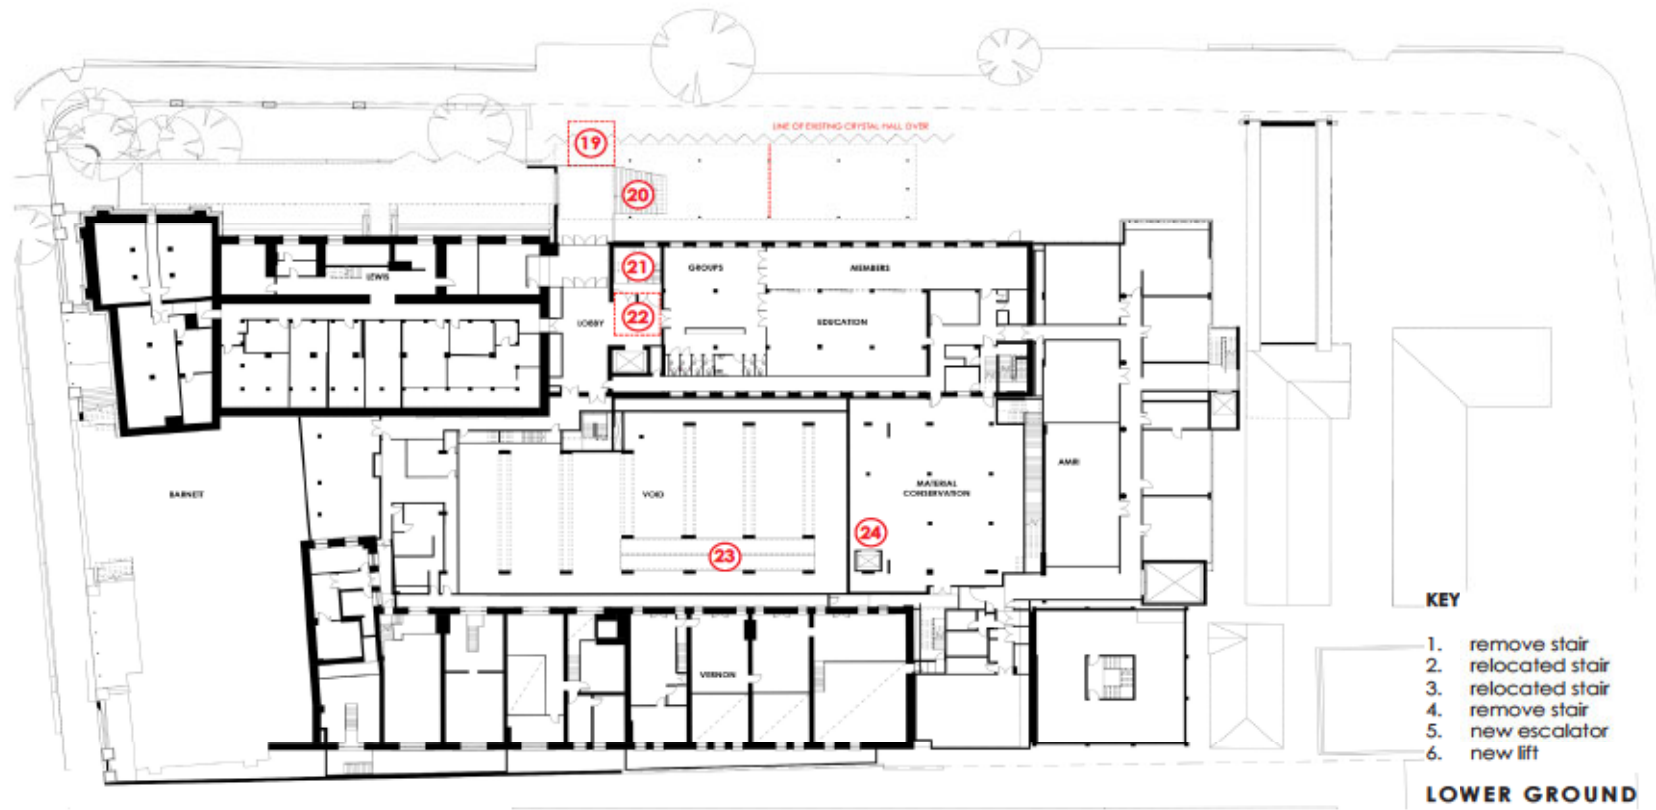 19
LINE OF EXISTING CRYSTAL HALL OVER
20
21
GROUPS
MEMBERS
LEWIS
22
LOBBY
EDUCATION
AMRI
BARNETT
VOID
MATERIAL
CONSERVATION
24
23
VERNON
KEY
1. remove stair
2. relocated stair
3. relocated stair
4. remove stair
5. new escalator
6. new lift
LOWER GROUND